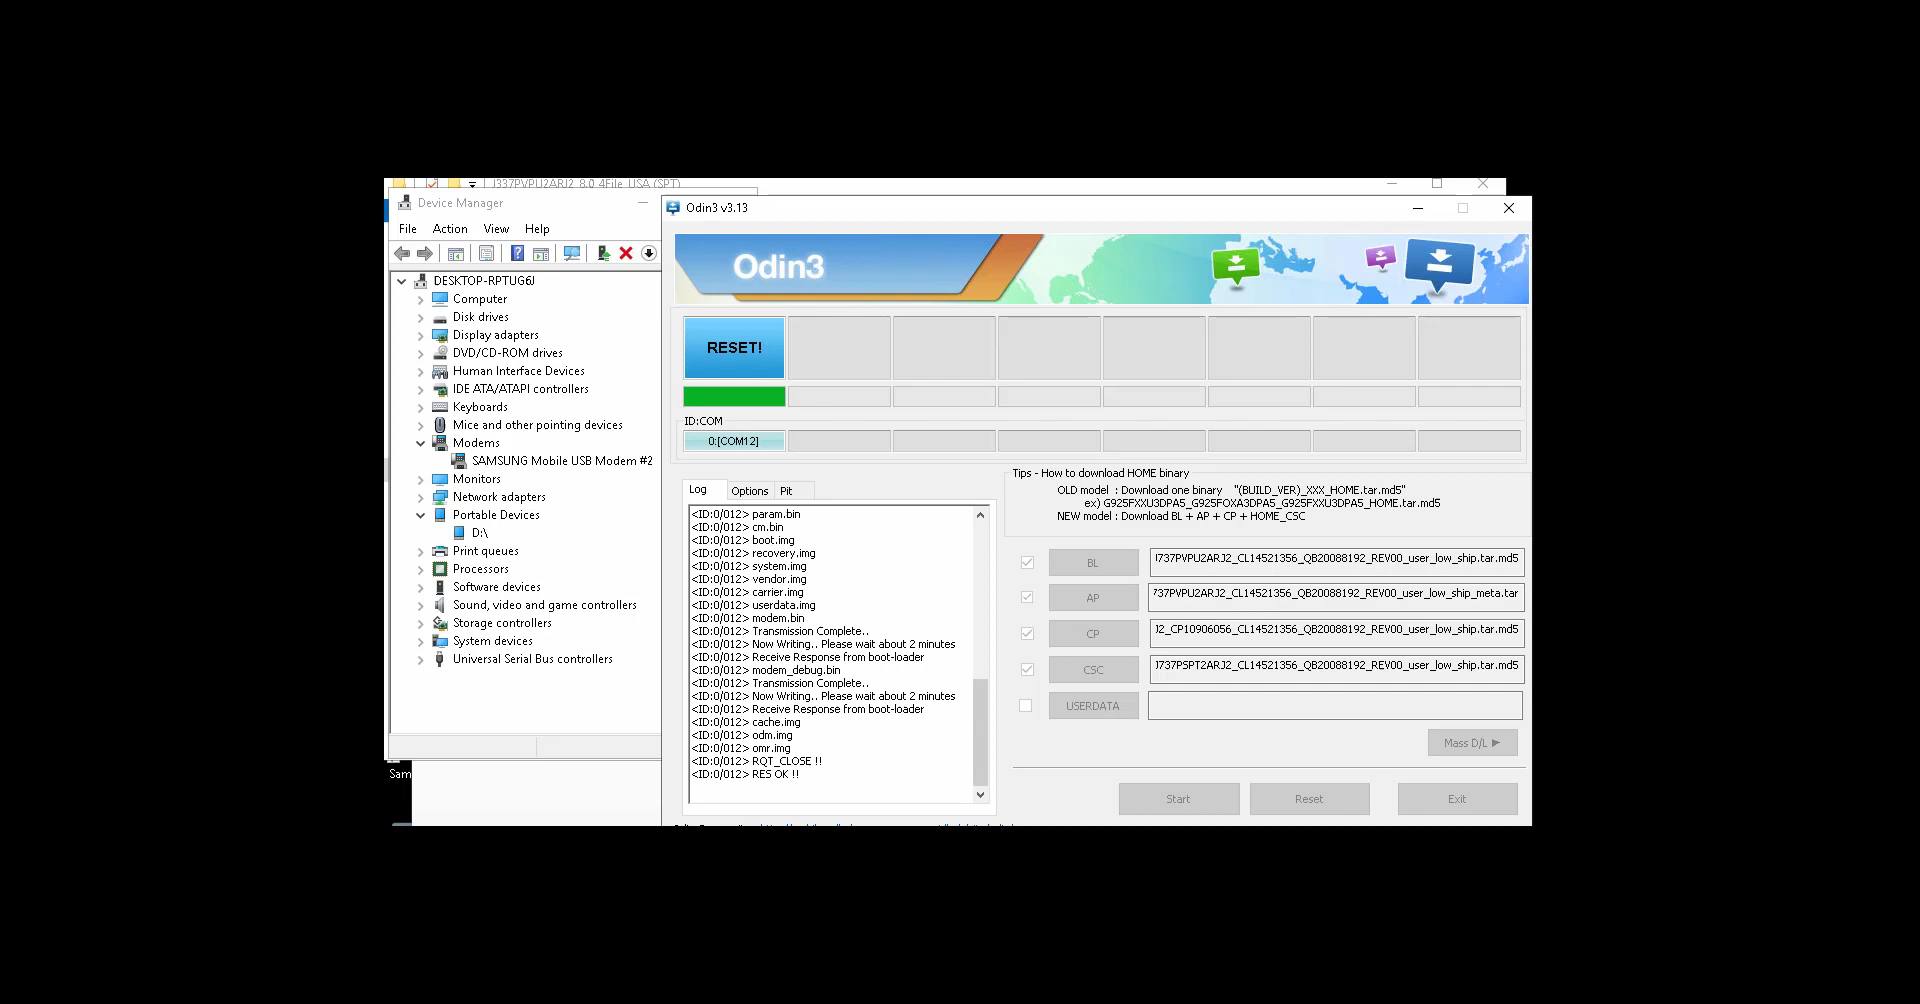 J337PVPU2ARJ2_8.0_4File_USA (SPT)
Device Manager
File Action View Help
DESKTOP-RPTUG6J
Computer
Disk drives
Display adapters
DVD/CD-ROM drives
Human Interface Devices
IDE ATA/ATAPI controllers
Keyboards
Mice and other pointing devices
Modems
SAMSUNG Mobile USB Modem #2
Monitors
Network adapters
Portable Devices
D:\
Print queues
Processors
Software devices
Sound, video and game controllers
Storage controllers
System devices
Universal Serial Bus controllers
Sam
Odin3 v3.13
Odin3
RESET!
ID:COM
0:[COM12]
Log Options Pit
<ID:0/012> param.bin
<ID:0/012> cm.bin
<ID:0/012> boot.img
<ID:0/012> recovery.img
<ID:0/012> system.img
<ID:0/012> vendor.img
<ID:0/012> carrier.img
<ID:0/012> userdata.img
<ID:0/012> modem.bin
<ID:0/012> Transmission Complete..
<ID:0/012> Now Writing.. Please wait about 2 minutes
<ID:0/012> Receive Response from boot-loader
<ID:0/012> modem_debug.bin
<ID:0/012> Transmission Complete..
<ID:0/012> Now Writing.. Please wait about 2 minutes
<ID:0/012> Receive Response from boot-loader
<ID:0/012> cache.img
<ID:0/012> odm.img
<ID:0/012> omr.img
<ID:0/012> RQT_CLOSE !!
<ID:0/012> RES OK !!
Tips - How to download HOME binary
OLD model : Download one binary "(BUILD_VER)_XXX_HOME.tar.md5"
ex) G925FXXU3DPA5_G925FOXA3DPA5_G925FXXU3DPA5_HOME.tar.md5
NEW model : Download BL + AP + CP + HOME_CSC
BL J737PVPU2ARJ2_CL14521356_QB20088192_REV00_user_low_ship.tar.md5
AP 737PVPU2ARJ2_CL14521356_QB20088192_REV00_user_low_ship_meta.tar
CP J2_CP10906056_CL14521356_QB20088192_REV00_user_low_ship.tar.md5
CSC J737PSPT2ARJ2_CL14521356_QB20088192_REV00_user_low_ship.tar.md5
USERDATA
Mass D/L ►
Start Reset Exit